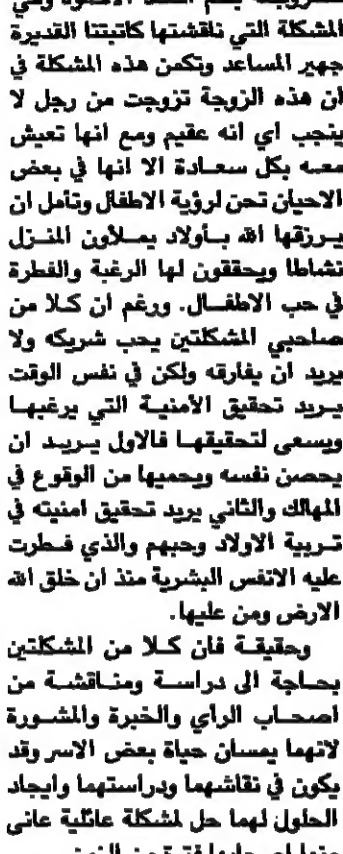 المشكلة التي ناقشتها كاتبتنا القديرة
جهير المساعد وتكمن هذه المشكلة في
ان هذه الزوجة تزوجت من رجل لا
ينجب اي انه عقيم ومع انها تعيش
معه بكل سعادة الا انها في بعض
الاحيان تحن لرؤية الاطفال وتأمل ان
يرزقها الله بأولاد يملأون المنزل
نشاطا ويحققون لها الرغبة والفطرة
في حب الاطفال. ورغم ان كلا من
صاحبي المشكلتين يحب شريكه ولا
يريد ان يفارقه ولكن في نفس الوقت
يريد تحقيق الأمنية التي يرغبها
ويسعى لتحقيقها فالاول يريد ان
يحصن نفسه ويحميها من الوقوع في
المهالك والثاني يريد تحقيق امنيته في
تربية الاولاد وحبهم والذي فطرت
عليه الانفس البشرية منذ ان خلق الله
الارض ومن عليها.
وحقيقة فان كلا من المشكلتين
بحاجة الى دراسة ومناقشة من
اصحاب الرأي والخبرة والمشورة
لانهما يمسان حياة بعض الاسر وقد
يكون في نقاشهما ودراستهما وايجاد
الحلول لهما حل لمشكلة عائلية عانى